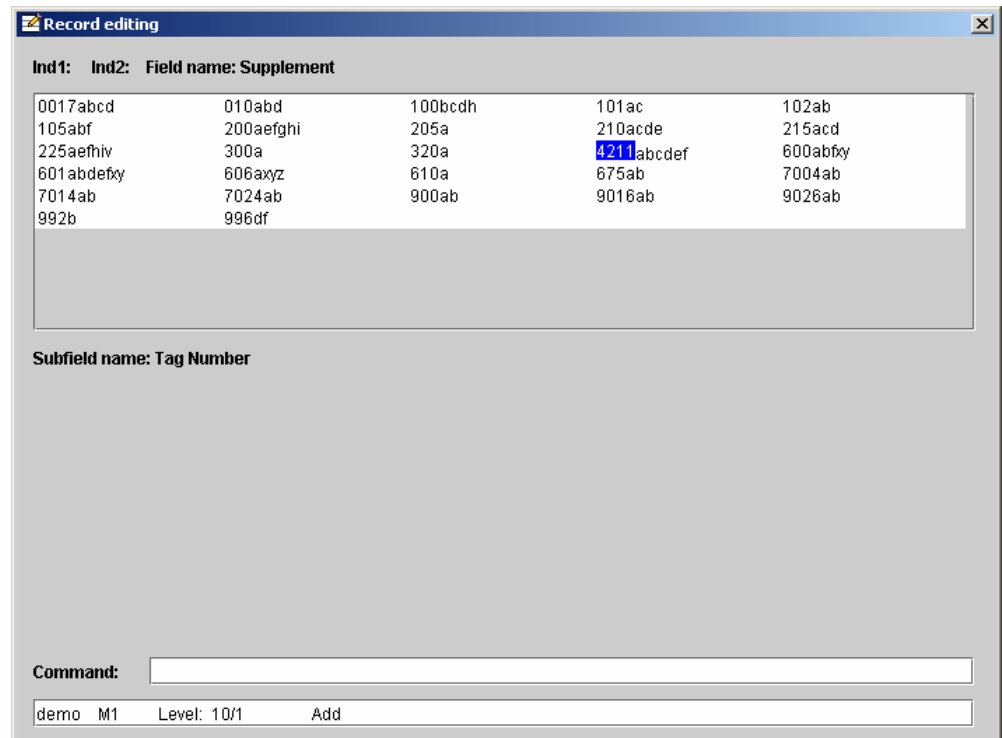 Record editing
Ind1: Ind2: Field name: Supplement
0017abcd 010abd 100bcdh 101ac 102ab
105abf 200aefghi 205a 210acde 215acd
225aefhiv 300a 320a 4211abcdef 600abfxy
601abdefxy 606axyz 610a 675ab 7004ab
7014ab 7024ab 900ab 9016ab 9026ab
992b 996df
Subfield name: Tag Number
Command:
demo M1 Level: 10/1 Add